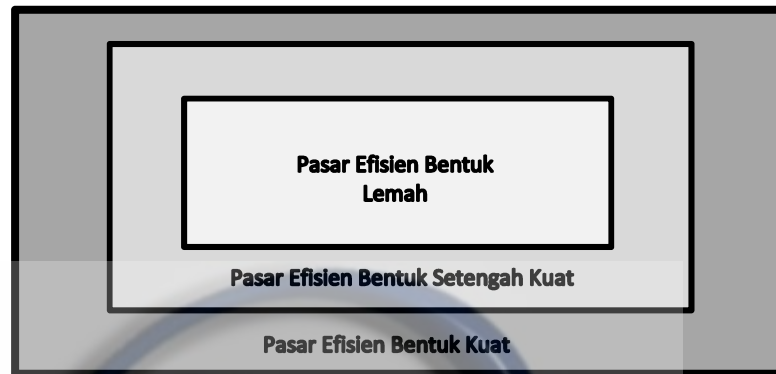 Pasar Efisien Bentuk
Lemah
Pasar Efisien Bentuk Setengah Kuat
Pasar Efisien Bentuk Kuat